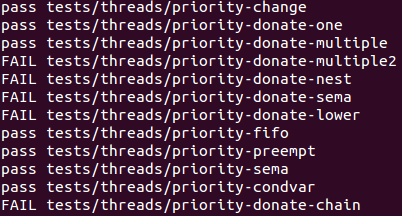 pass tests/threads/priority-change
pass tests/threads/priority-donate-one
pass tests/threads/priority-donate-multiple
FAIL tests/threads/priority-donate-multiple2
FAIL tests/threads/priority-donate-nest
FAIL tests/threads/priority-donate-sema
FAIL tests/threads/priority-donate-lower
pass tests/threads/priority-fifo
pass tests/threads/priority-preempt
pass tests/threads/priority-sema
pass tests/threads/priority-condvar
FAIL tests/threads/priority-donate-chain